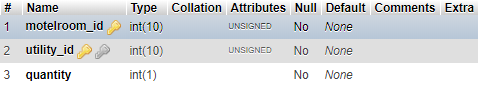 # Name Type Collation Attributes Null Default Comments Extra
1 motelroom_id int(10) UNSIGNED No None
2 utility_id int(10) UNSIGNED No None
3 quantity int(1) No None